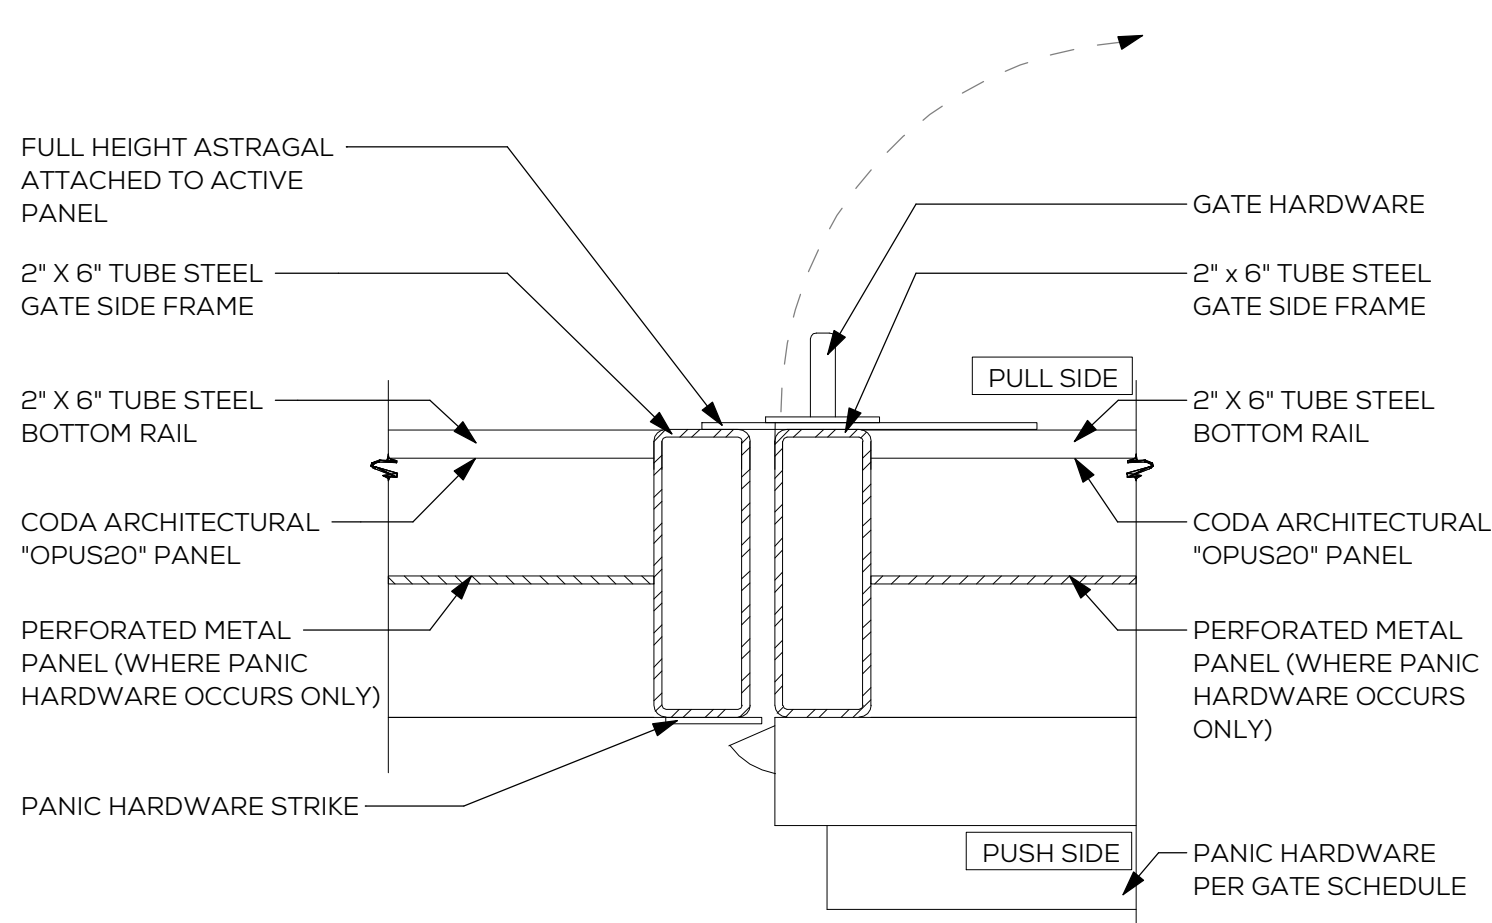 FULL HEIGHT ASTRAGAL
ATTACHED TO ACTIVE
PANEL
2" X 6" TUBE STEEL
GATE SIDE FRAME
2" X 6" TUBE STEEL
BOTTOM RAIL
CODA ARCHITECTURAL
"OPUS20" PANEL
PERFORATED METAL
PANEL (WHERE PANIC
HARDWARE OCCURS ONLY)
PANIC HARDWARE STRIKE
GATE HARDWARE
2" x 6" TUBE STEEL
GATE SIDE FRAME
PULL SIDE
2" X 6" TUBE STEEL
BOTTOM RAIL
CODA ARCHITECTURAL
"OPUS20" PANEL
PERFORATED METAL
PANEL (WHERE PANIC
HARDWARE OCCURS
ONLY)
PUSH SIDE
PANIC HARDWARE
PER GATE SCHEDULE